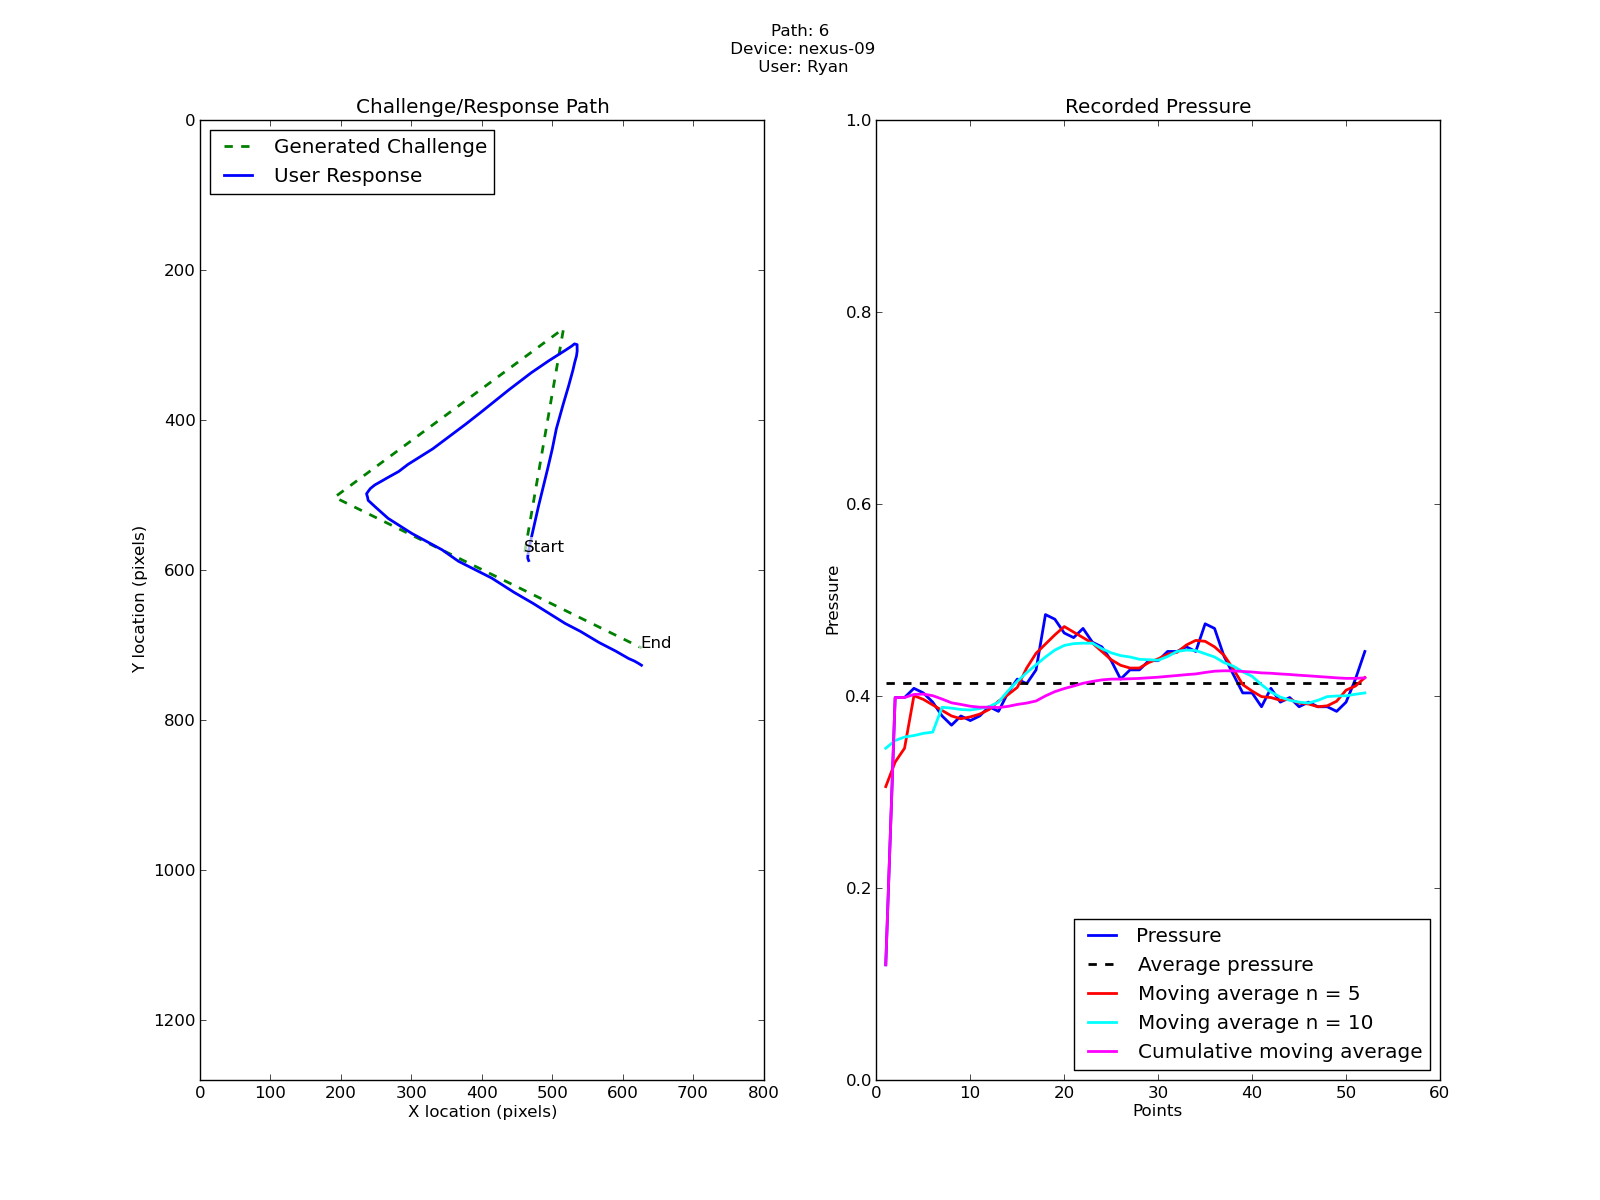 Path: 6
Device: nexus-09
User: Ryan
Challenge/Response Path
Generated Challenge
User Response
0
200
400
600
800
1000
1200
Y location (pixels)
Start
End
0 100 200 300 400 500 600 700 800
X location (pixels)
Recorded Pressure
1.0
0.8
0.6
0.4
0.2
0.0
Pressure
Pressure
Average pressure
Moving average n = 5
Moving average n = 10
Cumulative moving average
0 10 20 30 40 50 60
Points